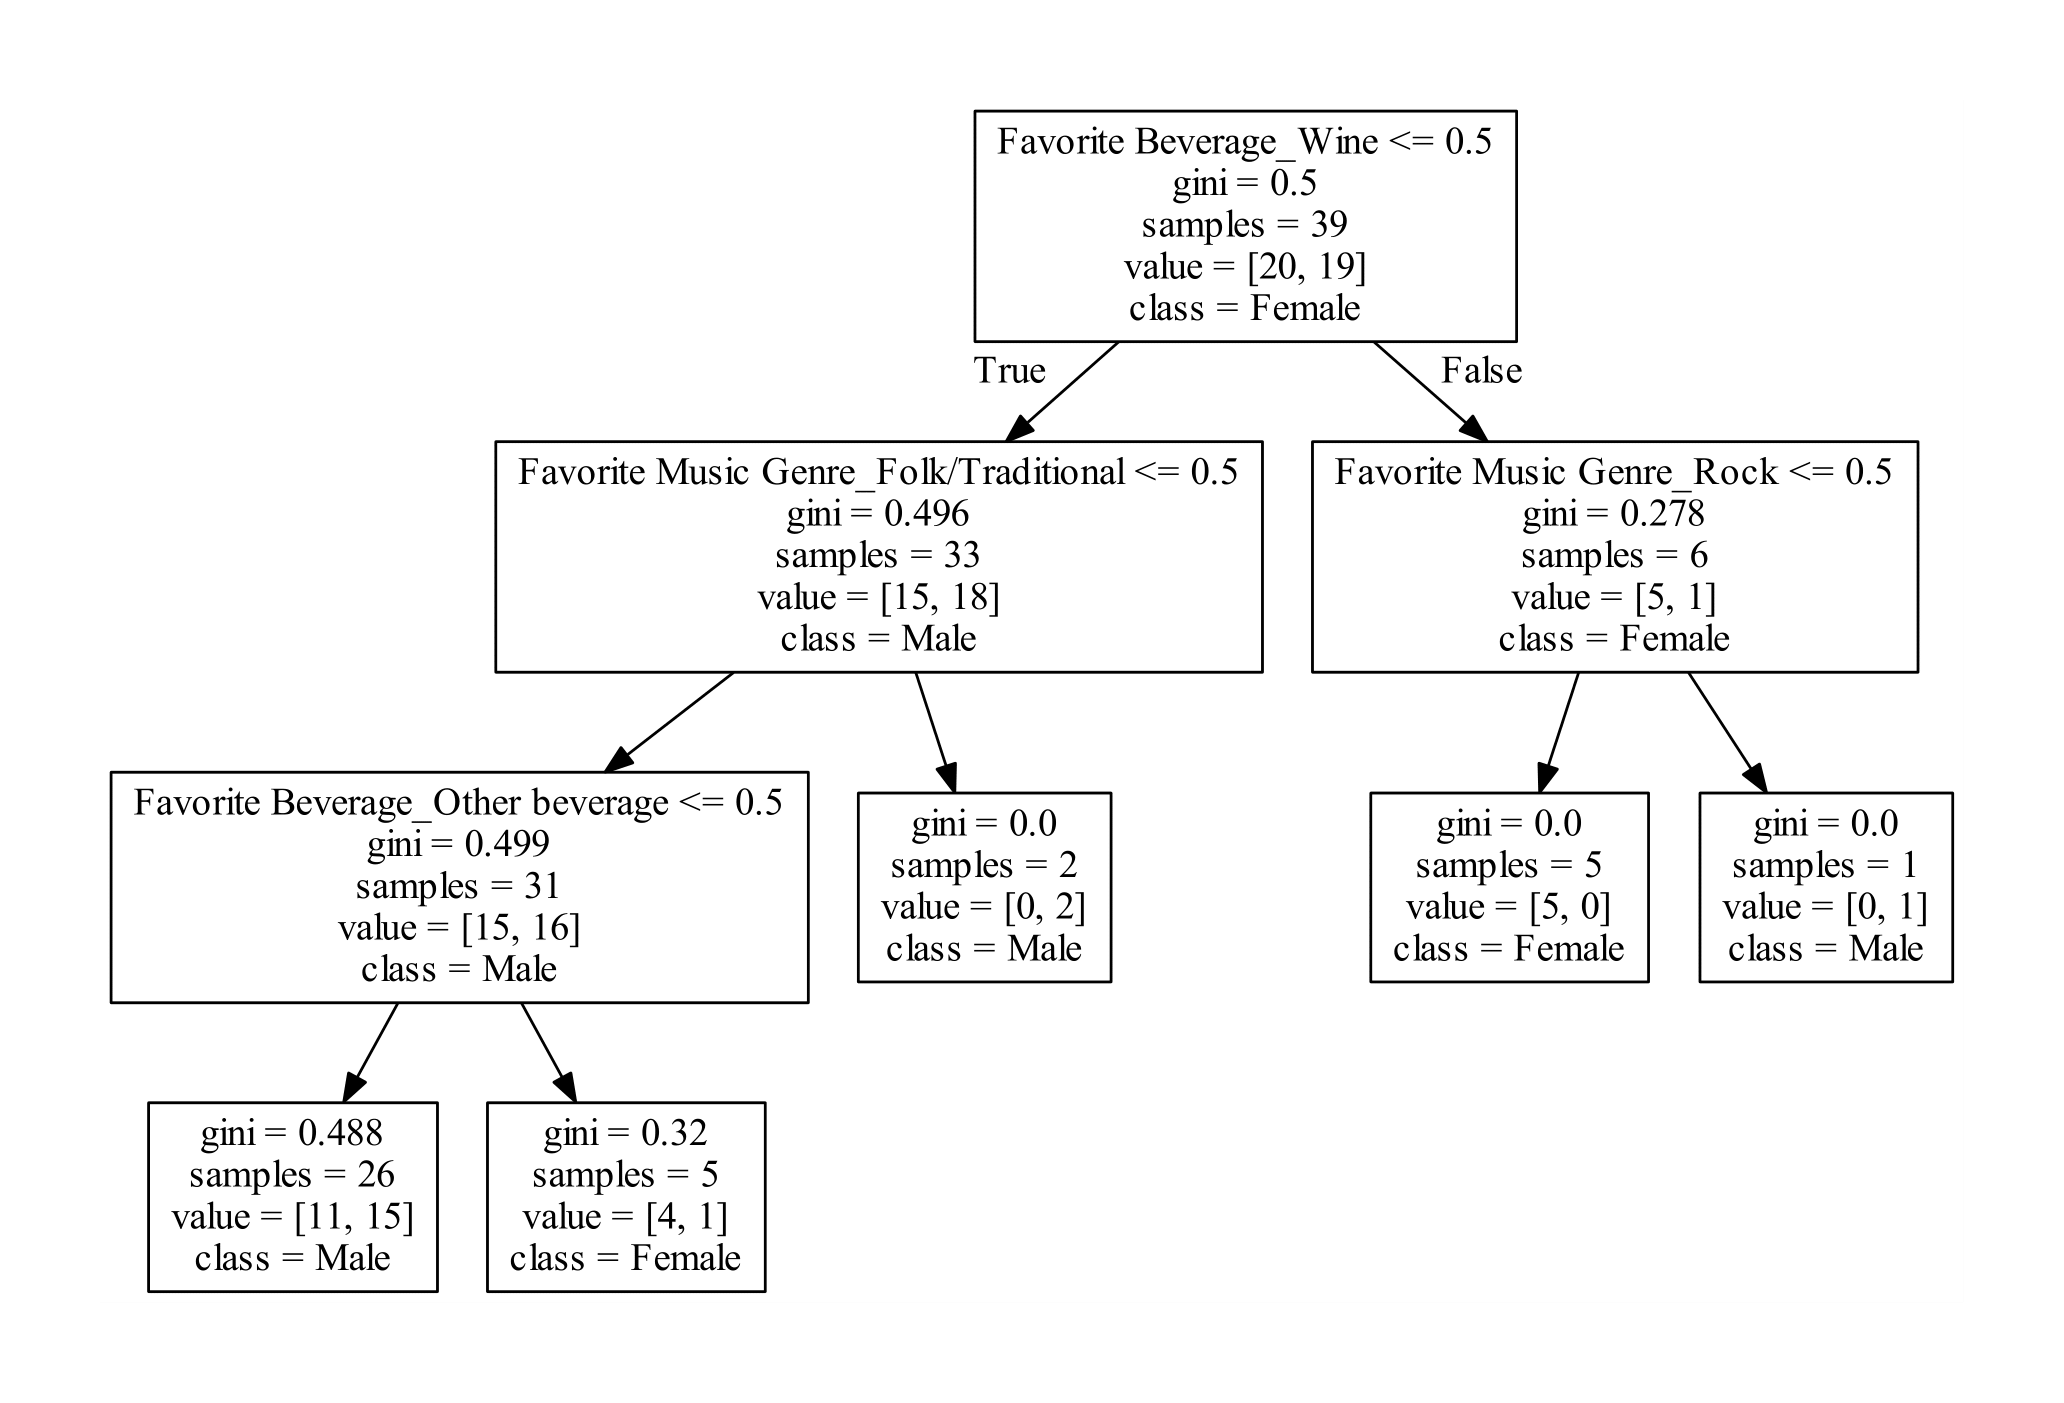 Favorite Beverage_Wine <= 0.5
gini = 0.5
samples = 39
value = [20, 19]
class = Female
True
False
Favorite Music Genre_Folk/Traditional <= 0.5
gini = 0.496
samples = 33
value = [15, 18]
class = Male
Favorite Music Genre_Rock <= 0.5
gini = 0.278
samples = 6
value = [5, 1]
class = Female
Favorite Beverage_Other beverage <= 0.5
gini = 0.499
samples = 31
value = [15, 16]
class = Male
gini = 0.0
samples = 2
value = [0, 2]
class = Male
gini = 0.0
samples = 5
value = [5, 0]
class = Female
gini = 0.0
samples = 1
value = [0, 1]
class = Male
gini = 0.488
samples = 26
value = [11, 15]
class = Male
gini = 0.32
samples = 5
value = [4, 1]
class = Female